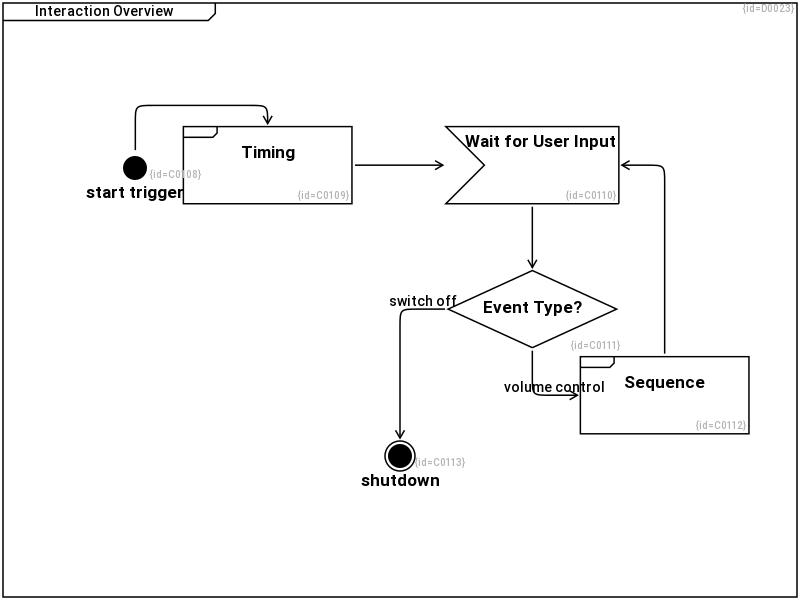 Interaction Overview
{id=D0023}
Timing
Wait for User Input
{id=C0108}
start trigger
{id=C0109}
{id=C0110}
switch off
Event Type?
{id=C0111}
volume control
Sequence
{id=C0112}
{id=C0113}
shutdown